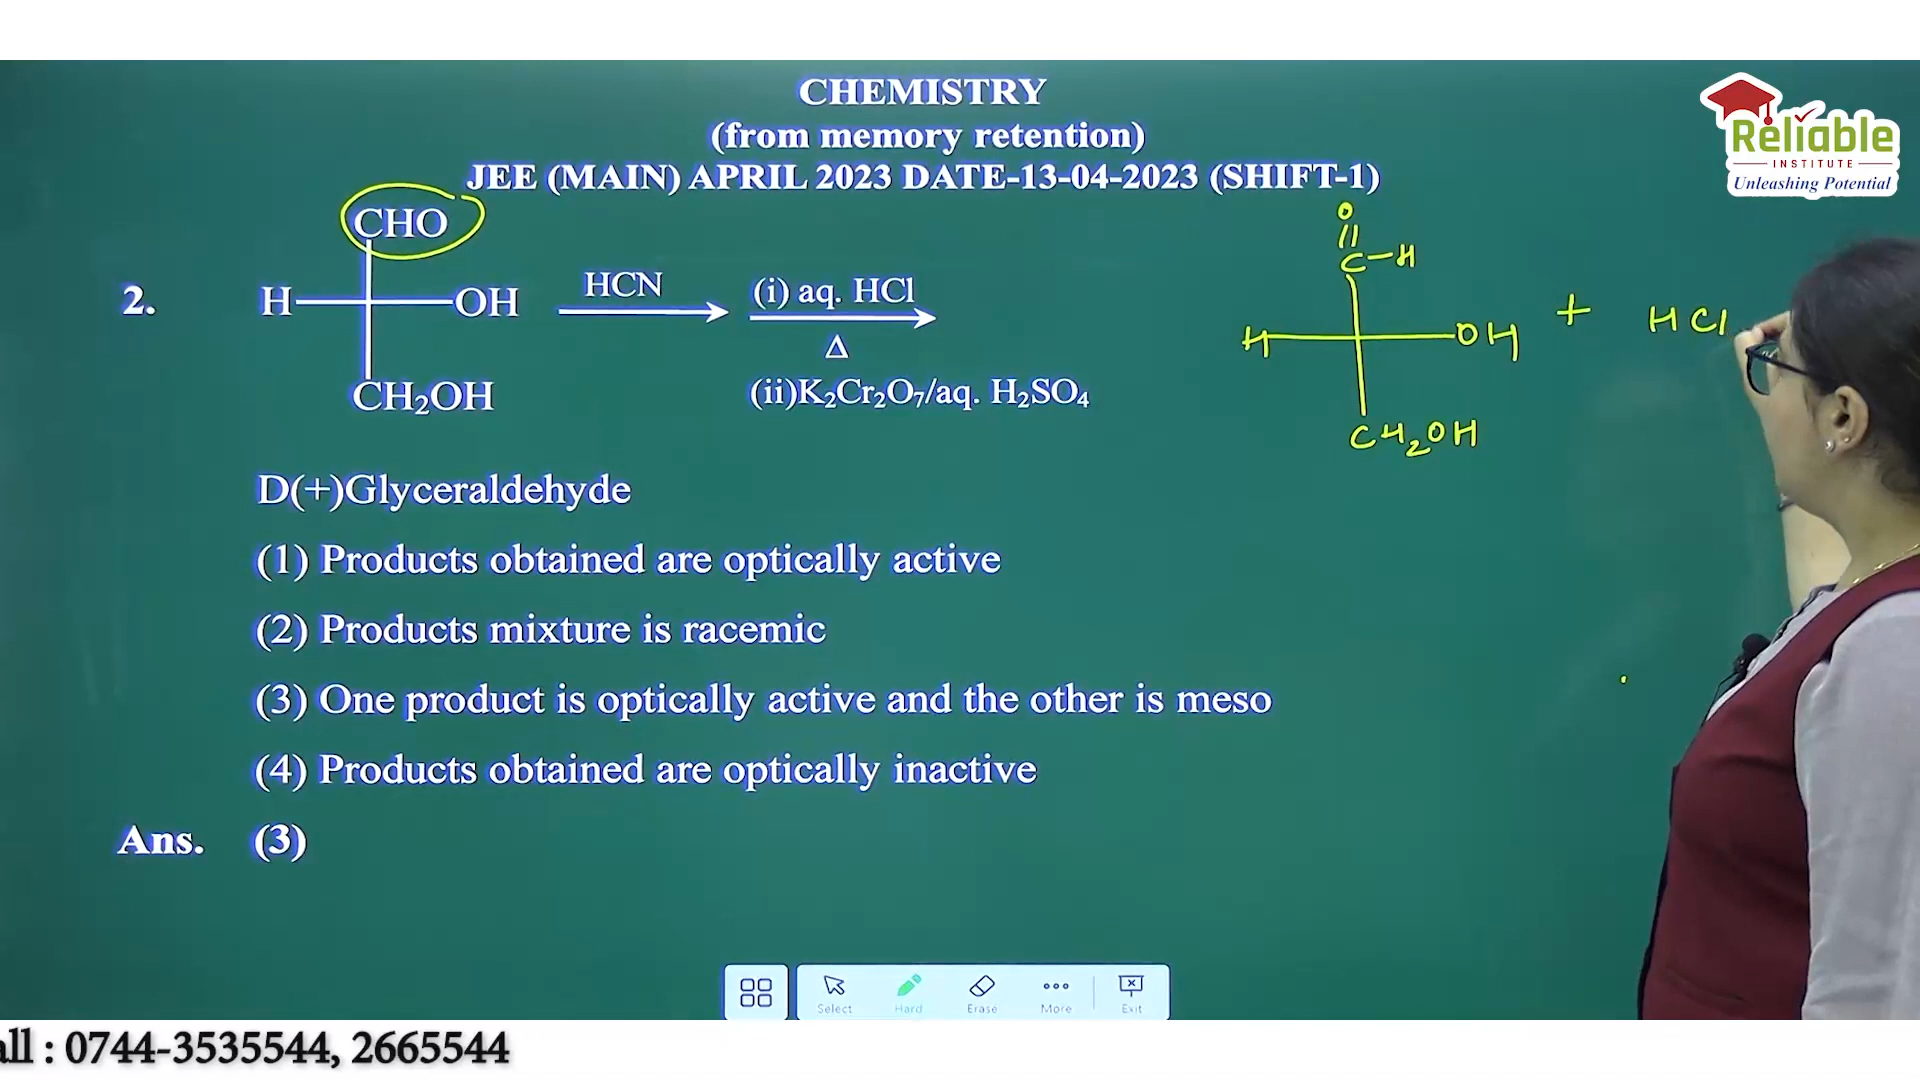 CHEMISTRY
(from memory retention)
JEE (MAIN) APRIL 2023 DATE-13-04-2023 (SHIFT-1)
Reliable
INSTITUTE
Unleashing Potential
2.
CHO
H
OH
CH₂OH
HCN
(i) aq. HCl
Δ
(ii)K₂Cr₂O₇/aq. H₂SO₄
O
C-H
H
OH
CH₂OH
+ HCl
D(+)Glyceraldehyde
(1) Products obtained are optically active
(2) Products mixture is racemic
(3) One product is optically active and the other is meso
(4) Products obtained are optically inactive
Ans. (3)
Select
Hard
Erase
More
Exit
all : 0744-3535544, 2665544